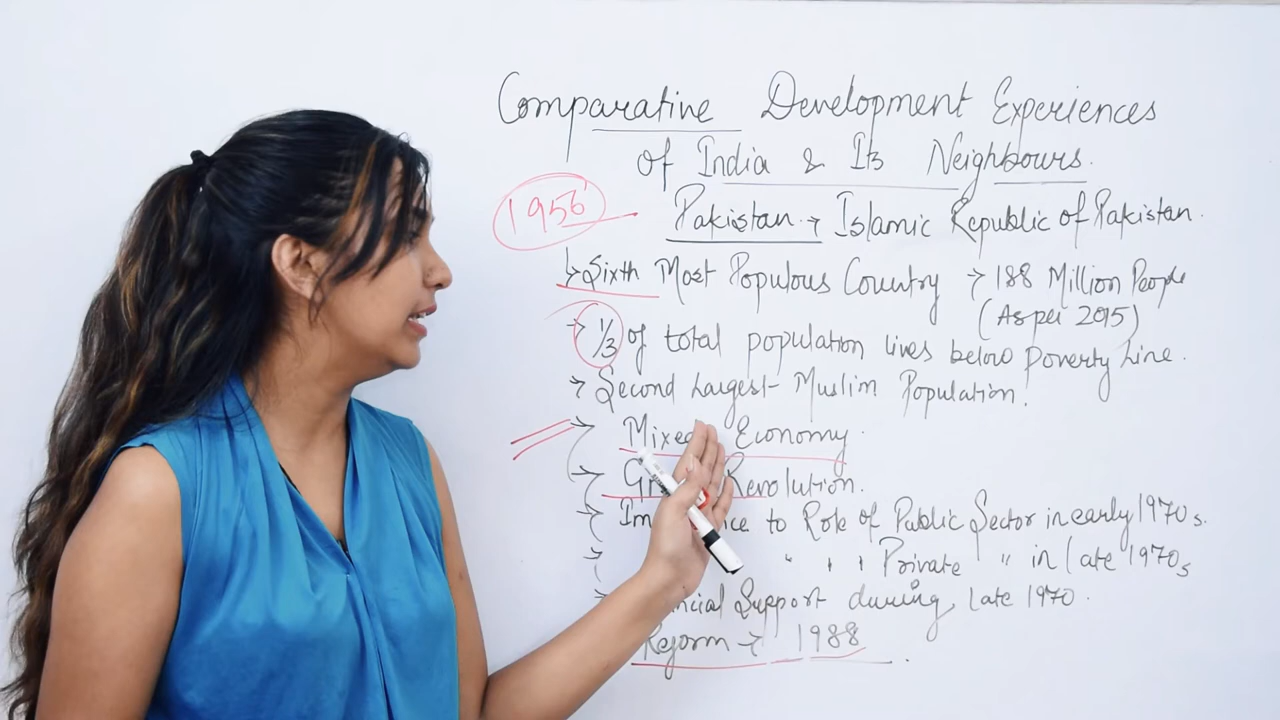 Comparative Development Experiences
of India & Its Neighbours.
1956 Pakistan. → Islamic Republic of Pakistan.
↳ Sixth Most Populous Country → 188 Million People
(As per 2015)
→ 1/3 of total population lives below Poverty Line.
→ Second Largest Muslim Population.
→ Mixed Economy.
→ Revolution.
→ to Role of Public Sector in early 1970s.
→ " " " Private " in late 1970s
→ Support during late 1970.
Reform → 1988.